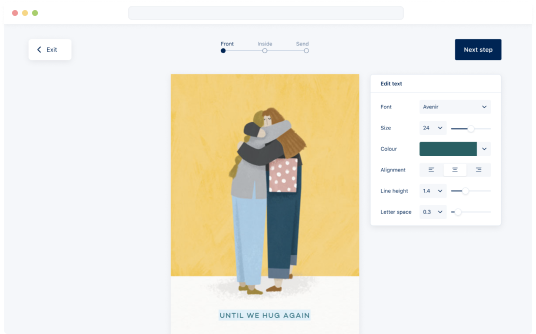 Exit
Front Inside Send
Next step
Edit text
Font Avenir
Size 24
Colour
Alignment
Line height 1.4
Letter space 0.3
UNTIL WE HUG AGAIN